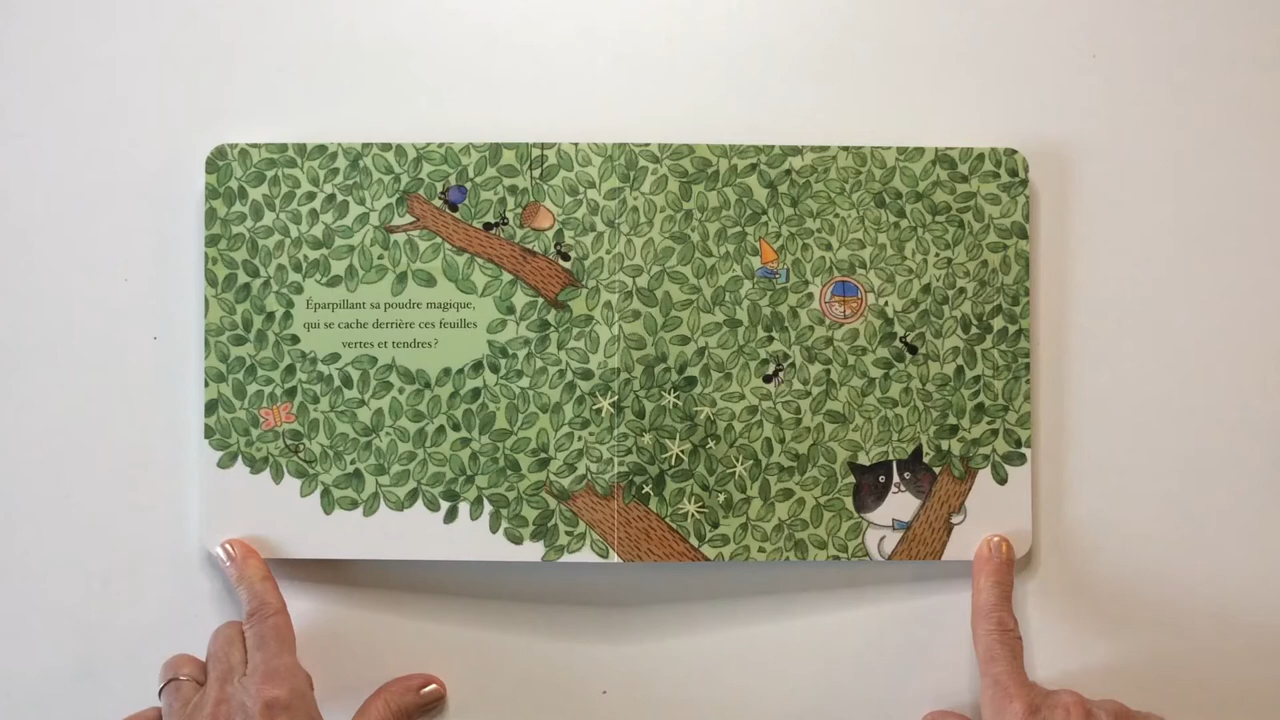 Éparpillant sa poudre magique,
qui se cache derrière ces feuilles
vertes et tendres?